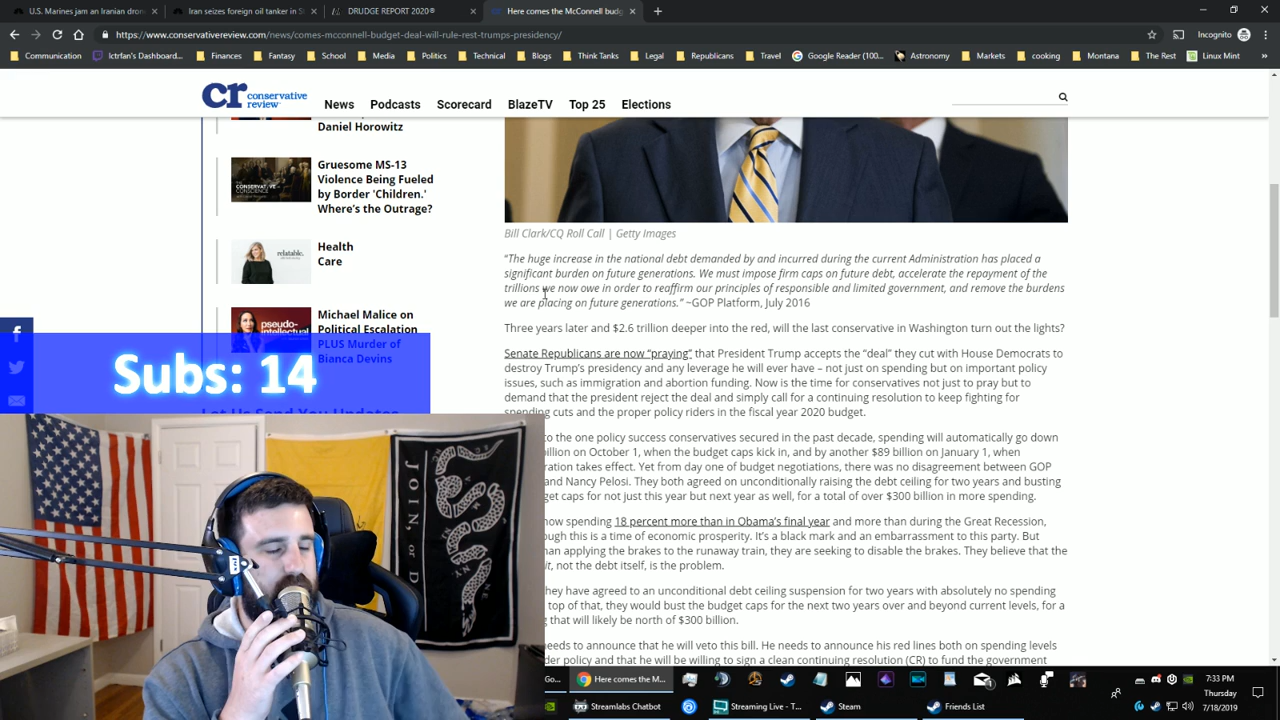 U.S. Marines jam an Iranian drone
Iran seizes foreign oil tanker in S
DRUDGE REPORT 2020®
Here comes the McConnell budg
https://www.conservativereview.com/news/comes-mcconnell-budget-deal-will-rule-rest-trumps-presidency/
Incognito
Communication
lctrfan's Dashboard...
Finances
Fantasy
Media
Politics
Rest Technical
Blogs
Think Tanks
Legal
Republicans
Travel
Google Reader (100...
Astronomy
Markets
cooking
Montana
The Rest
Linux Mint
cr conservative review
News
Podcasts
Scorecard
BlazeTV
Top 25
Elections
Daniel Horowitz
Gruesome MS-13
Violence Being Fueled
by Border 'Children.'
Where's the Outrage?
CONSERVATIVE
CONSCIENCE
relatable.
Health
Care
pseudo-
intellectual
Michael Malice on
Political Escalation
PLUS Murder of
Bianca Devins
Let Us Send You Updates
Subs: 14
Bill Clark/CQ Roll Call | Getty Images
“The huge increase in the national debt demanded by and incurred during the current Administration has placed a
significant burden on future generations. We must impose firm caps on future debt, accelerate the repayment of the
trillions we now owe in order to reaffirm our principles of responsible and limited government, and remove the burdens
we are placing on future generations.” ~GOP Platform, July 2016
Three years later and $2.6 trillion deeper into the red, will the last conservative in Washington turn out the lights?
Senate Republicans are now “praying” that President Trump accepts the “deal” they cut with House Democrats to
destroy Trump’s presidency and any leverage he will ever have – not just on spending but on important policy
issues, such as immigration and abortion funding. Now is the time for conservatives not just to pray but to
demand that the president reject the deal and simply call for a continuing resolution to keep fighting for
spending cuts and the proper policy riders in the fiscal year 2020 budget.
to the one policy success conservatives secured in the past decade, spending will automatically go down
illion on October 1, when the budget caps kick in, and by another $89 billion on January 1, when
ration takes effect. Yet from day one of budget negotiations, there was no disagreement between GOP
and Nancy Pelosi. They both agreed on unconditionally raising the debt ceiling for two years and busting
get caps for not just this year but next year as well, for a total of over $300 billion in more spending.
now spending 18 percent more than in Obama’s final year and more than during the Great Recession,
ough this is a time of economic prosperity. It’s a black mark and an embarrassment to this party. But
han applying the brakes to the runaway train, they are seeking to disable the brakes. They believe that the
it, not the debt itself, is the problem.
hey have agreed to an unconditional debt ceiling suspension for two years with absolutely no spending
top of that, they would bust the budget caps for the next two years over and beyond current levels, for a
g that will likely be north of $300 billion.
eeds to announce that he will veto this bill. He needs to announce his red lines both on spending levels
der policy and that he will be willing to sign a clean continuing resolution (CR) to fund the government
JOIN, or D
Go...
Here comes the M...
Streamlabs Chatbot
Streaming Live - T...
Steam
Friends List
7:33 PM
Thursday
7/18/2019